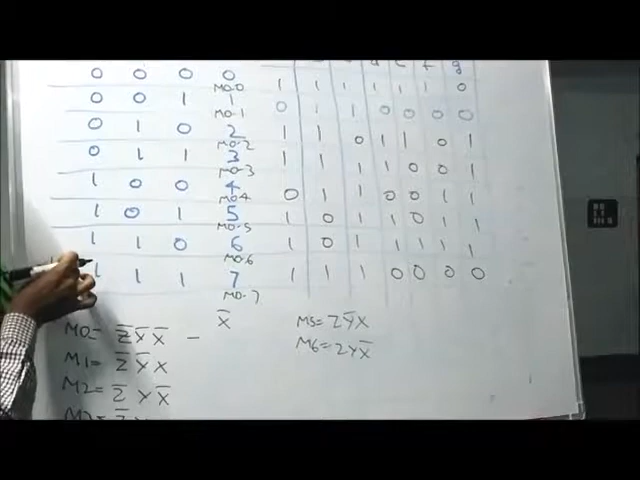 0 0 0 0 1 1 1 1 1 1 0
M0.0
0 0 1 1 0 1 1 0 0 0 0
M0.1
0 1 0 2 1 1 0 1 1 0 1
M0.2
0 1 1 3 1 1 1 1 0 0 1
M0.3
1 0 0 4 0 1 1 0 0 1 1
M0.4
1 0 1 5 1 0 1 1 0 1 1
M0.5
1 1 0 6 1 0 1 1 1 1 1
M0.6
1 1 1 7 1 1 1 0 0 0 0
M0.7
X̅
M0= Z̅ Y̅ X̅ –
M5= Z Y̅ X
M1= Z̅ Y̅ X
M6= Z Y X̅
M2= Z̅ Y X̅